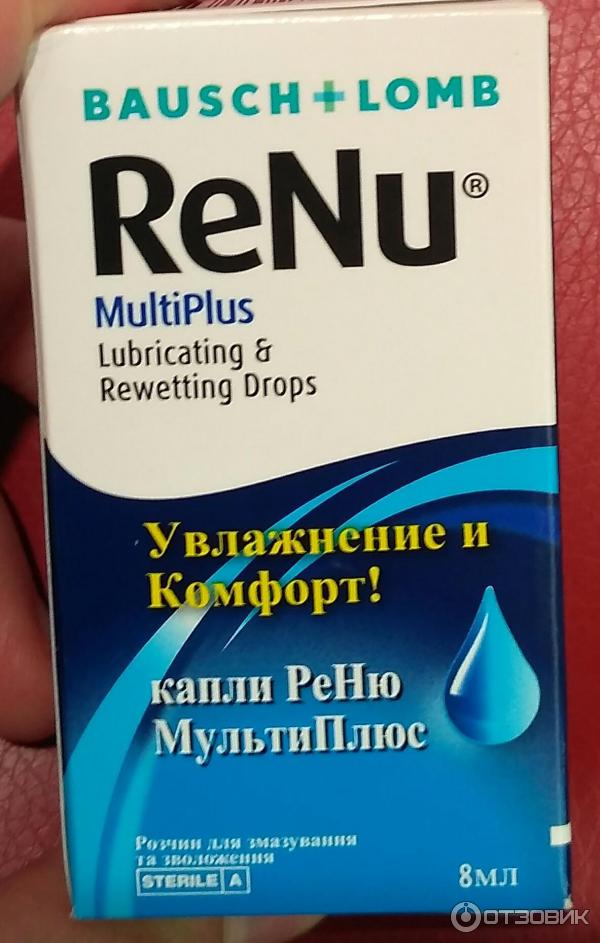 BAUSCH + LOMB
ReNu®
MultiPlus
Lubricating &
Rewetting Drops
Увлажнение и
Комфорт!
капли РеНю
МультиПлюс
Розчин для змазування
та зволоження
STERILE A
8мл
ОТЗОВИК